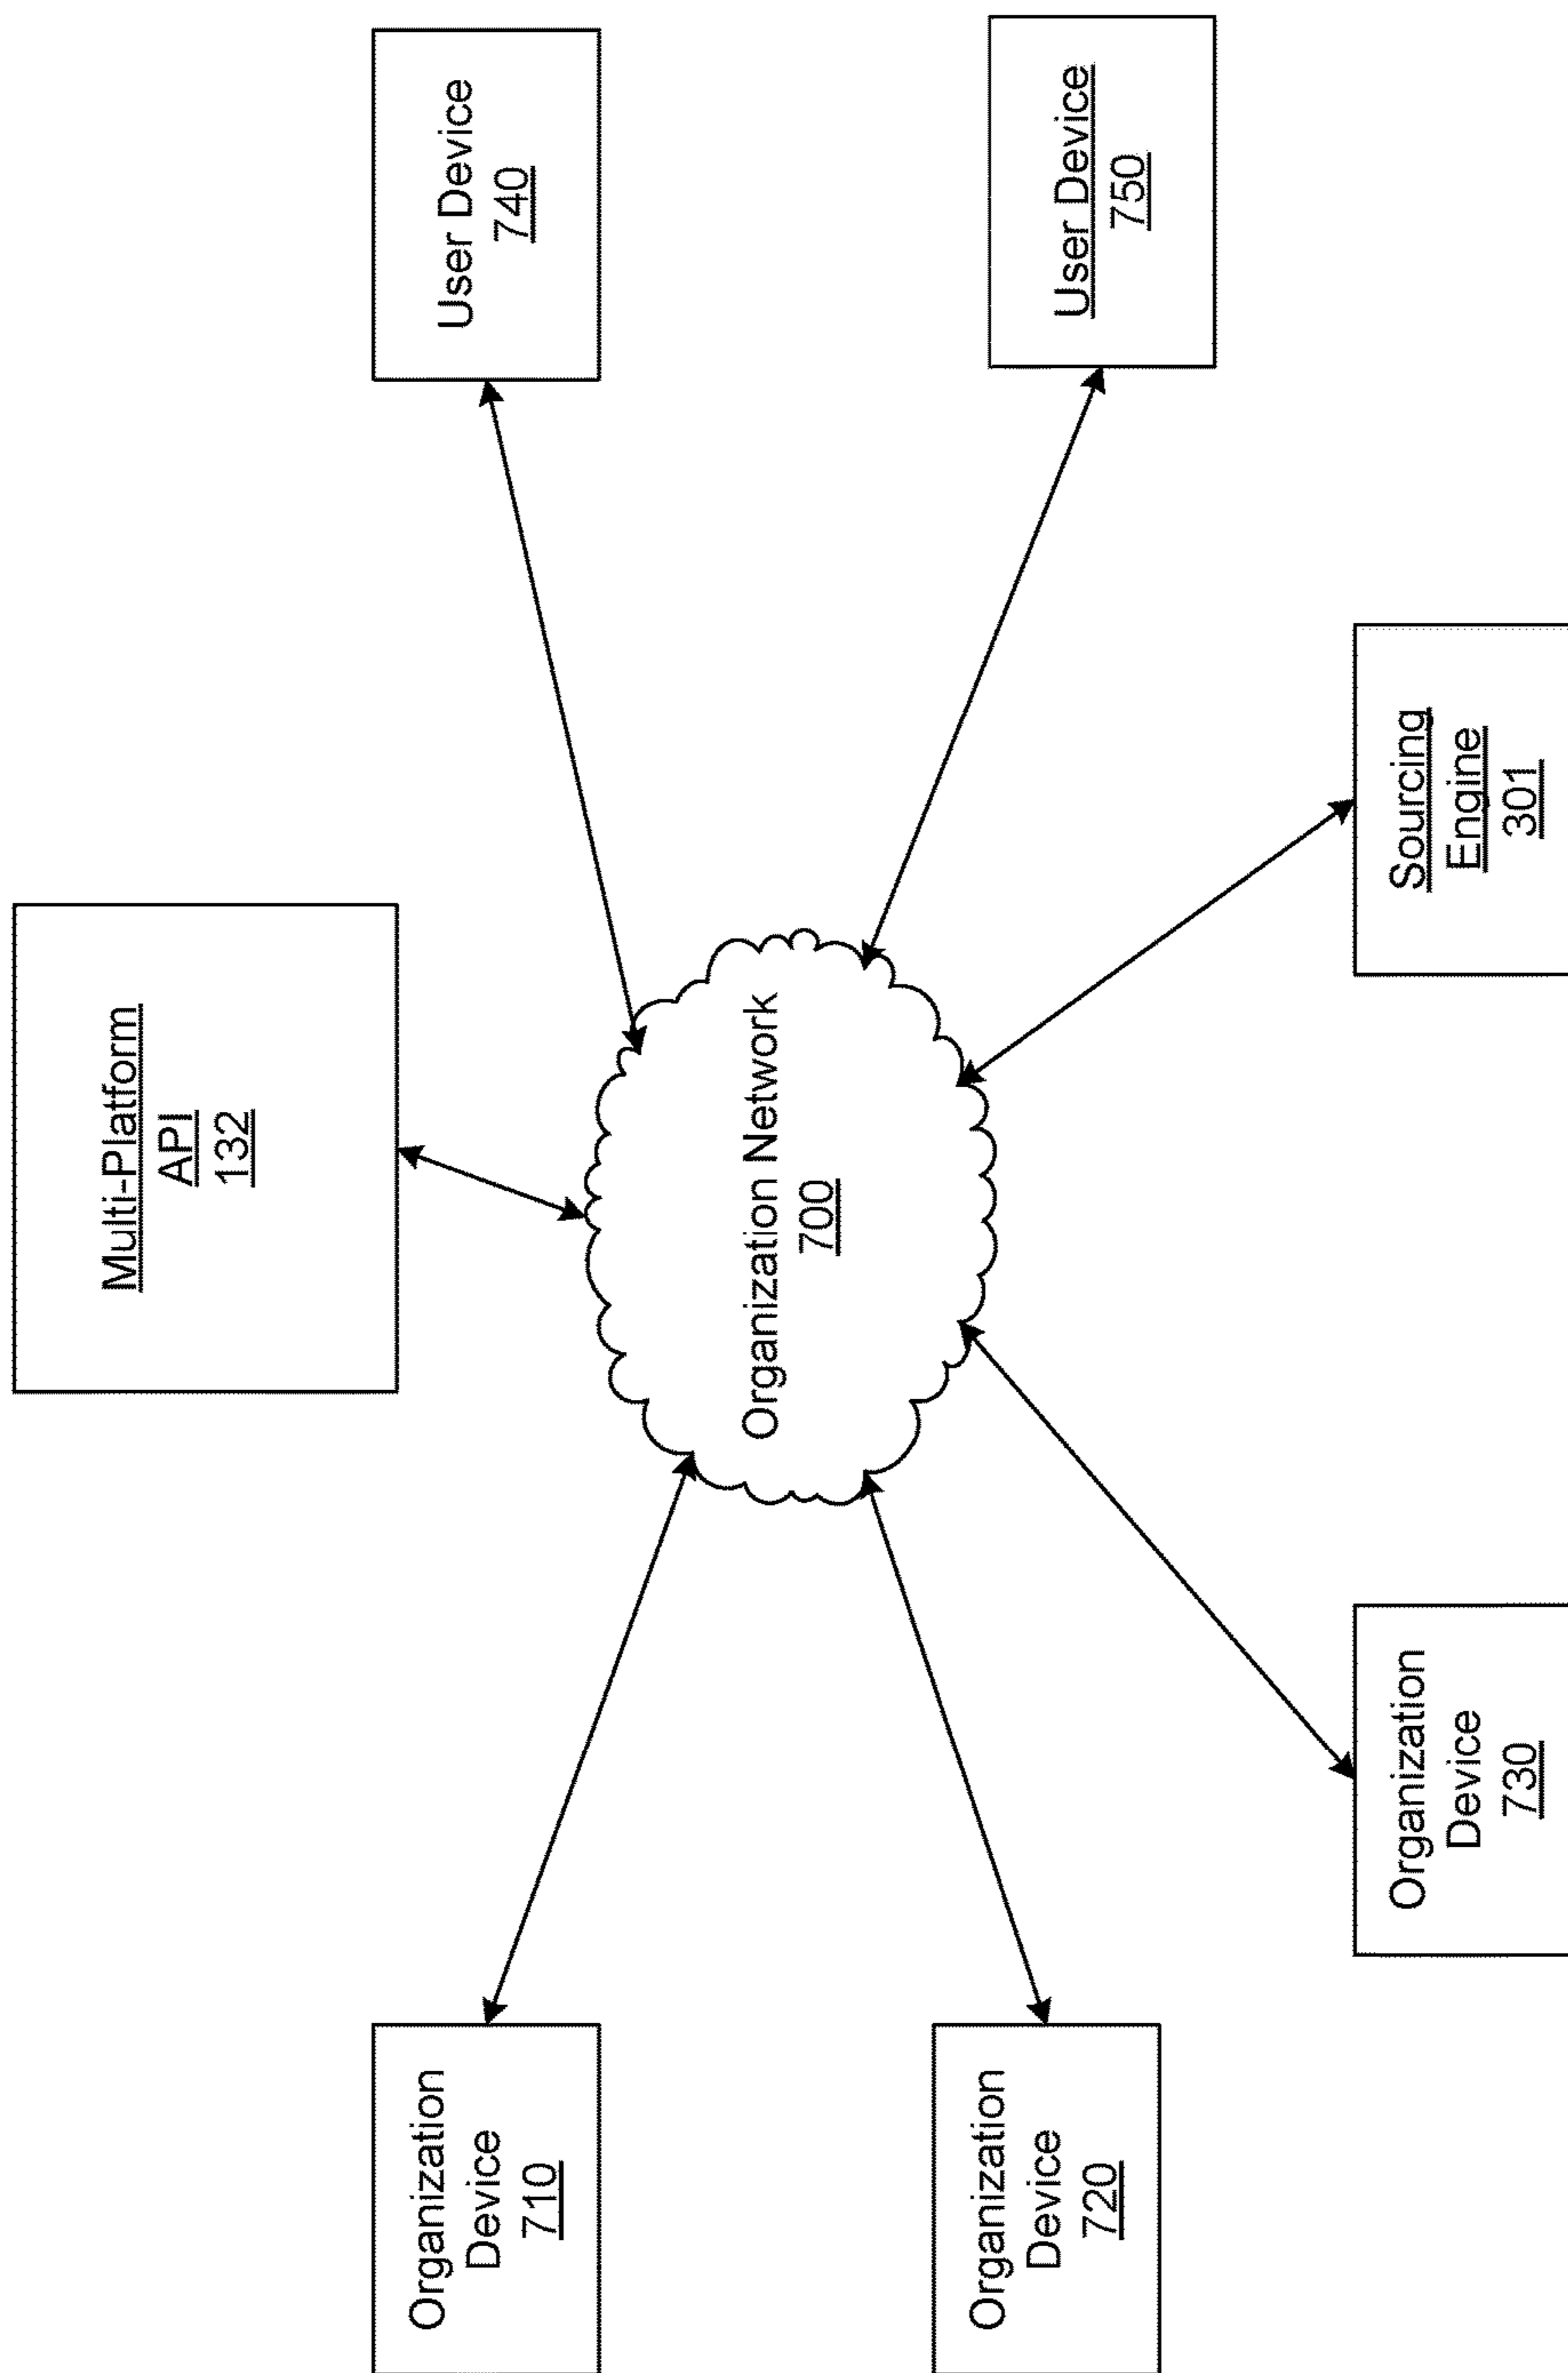 Multi-Platform
API
132
Organization
Device
710
User Device
740
Organization Network
700
Organization
Device
720
User Device
750
Organization
Device
730
Sourcing
Engine
301